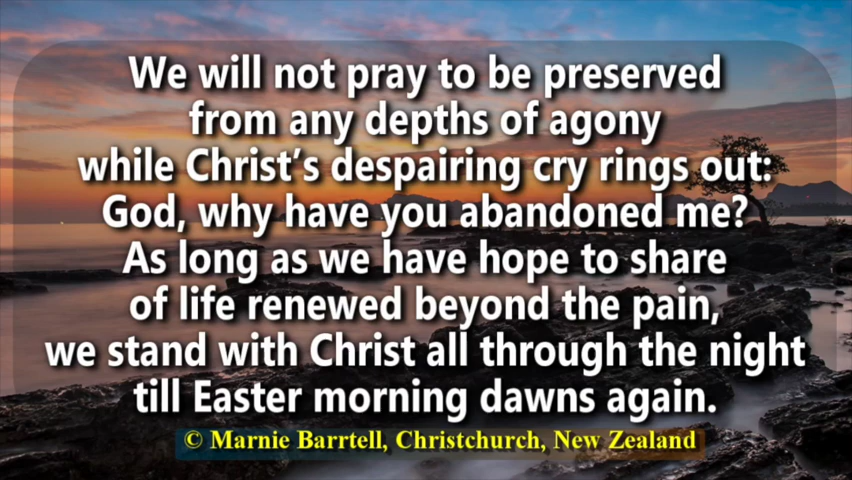 We will not pray to be preserved
from any depths of agony
while Christ’s despairing cry rings out:
God, why have you abandoned me?
As long as we have hope to share
of life renewed beyond the pain,
we stand with Christ all through the night
till Easter morning dawns again.
© Marnie Barrtell, Christchurch, New Zealand